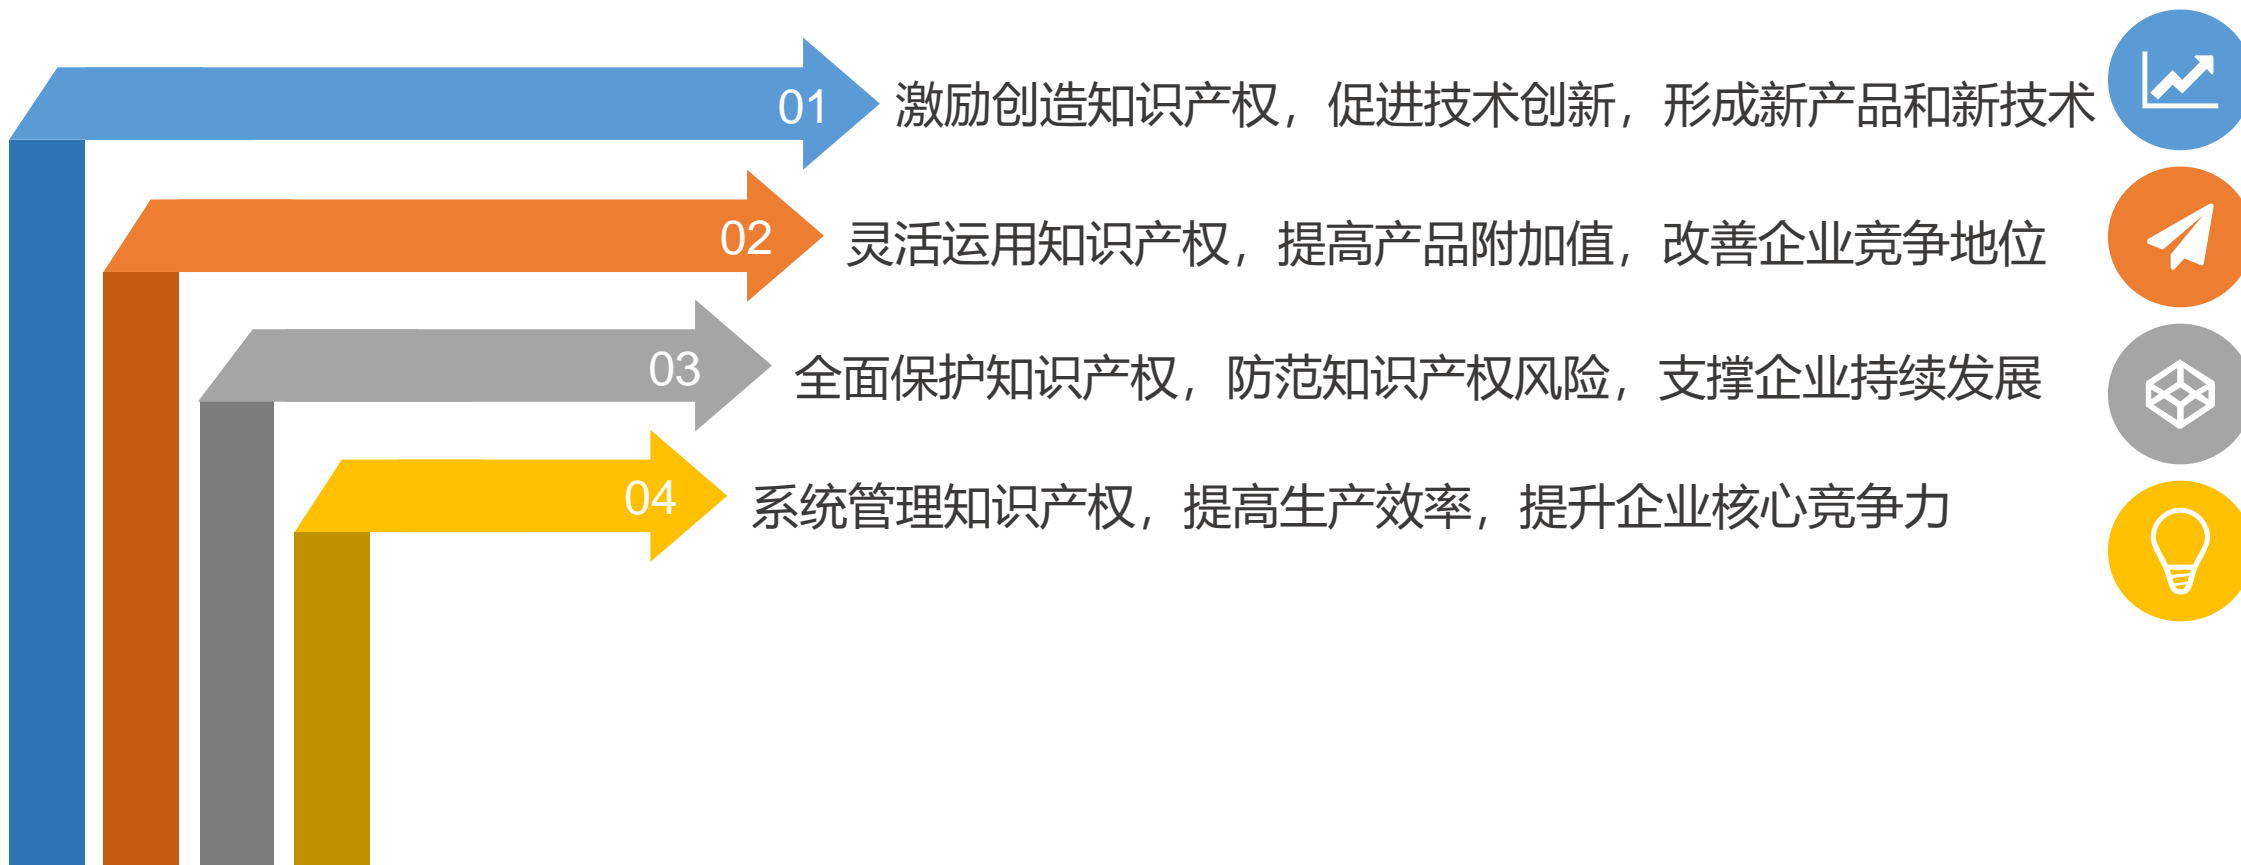 01 激励创造知识产权，促进技术创新，形成新产品和新技术
02 灵活运用知识产权，提高产品附加值，改善企业竞争地位
03 全面保护知识产权，防范知识产权风险，支撑企业持续发展
04 系统管理知识产权，提高生产效率，提升企业核心竞争力